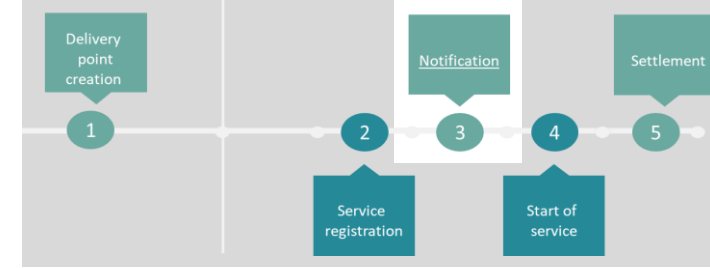 Delivery
point
creation
1
2
Service
registration
Notification
3
4
Start of
service
Settlement
5